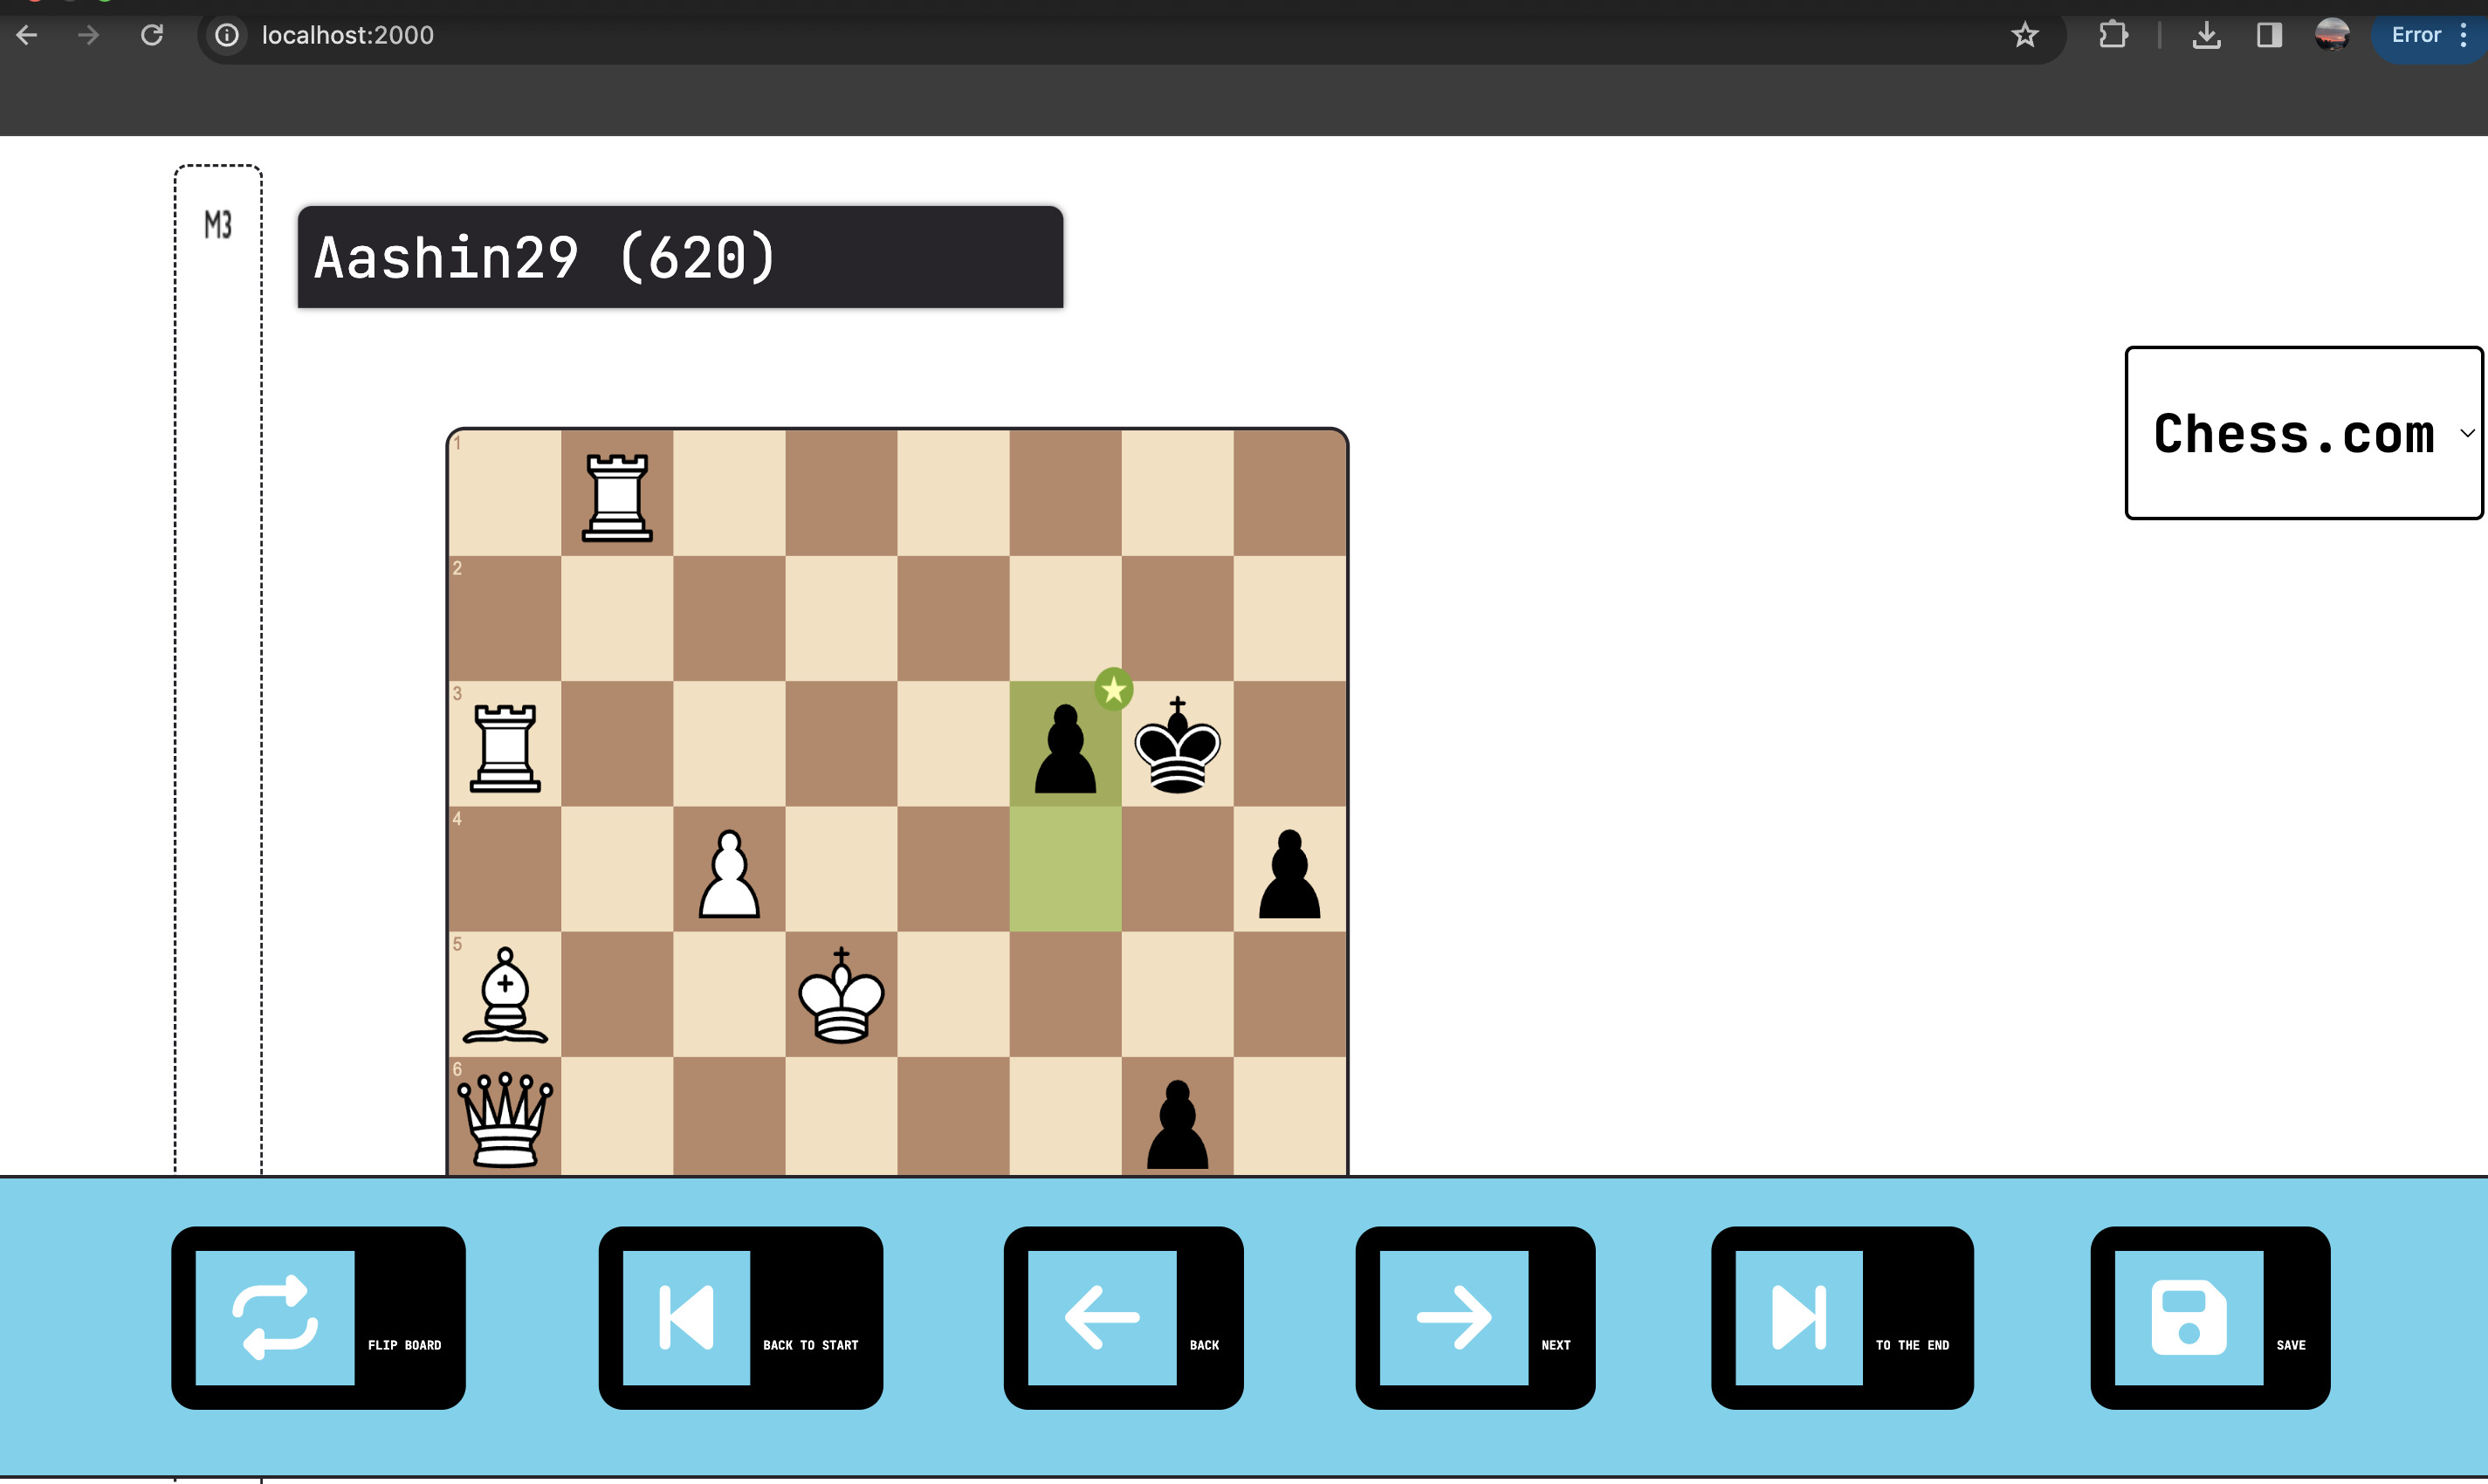 localhost:2000
Error
M3
Aashin29 (620)
Chess.com
1
2
3
4
5
6
FLIP BOARD
BACK TO START
BACK
NEXT
TO THE END
SAVE